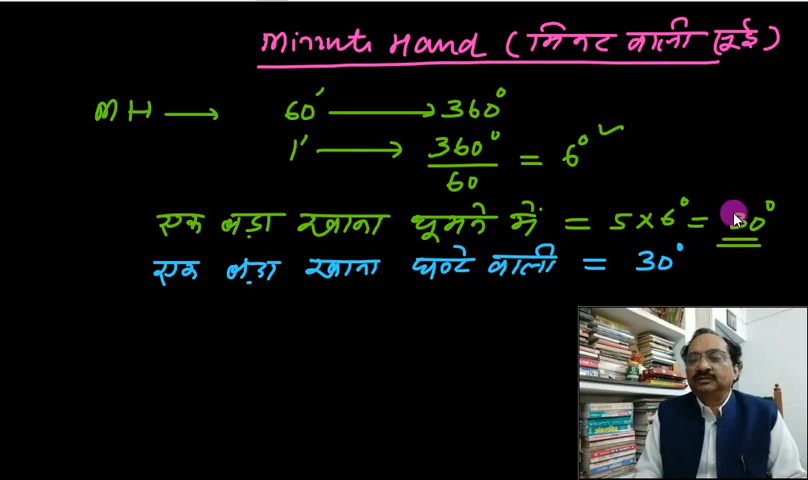 Minute Hand (मिनट वाली सुई)
MH → 60' → 360°
1' → 360°/60 = 6° ✓
एक बड़ा खाना घूमने में = 5 × 6° = 30°
एक बड़ा खाना घण्टे वाली = 30°